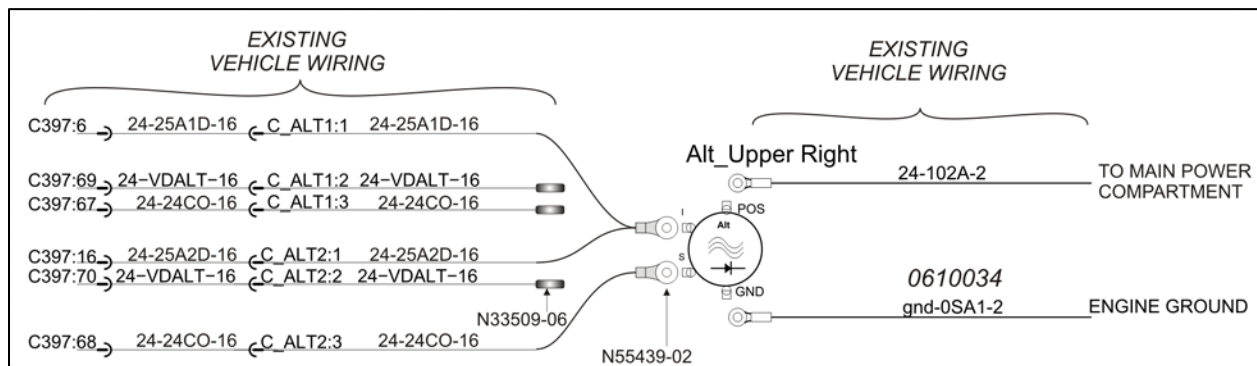 EXISTING
VEHICLE WIRING
EXISTING
VEHICLE WIRING
C397:6 24-25A1D-16 C_ALT1:1 24-25A1D-16
Alt_Upper Right
24-102A-2 TO MAIN POWER
COMPARTMENT
C397:69 24-VDALT-16 C_ALT1:2 24-VDALT-16
C397:67 24-24CO-16 C_ALT1:3 24-24CO-16
POS
I
Alt
C397:16 24-25A2D-16 C_ALT2:1 24-25A2D-16
S
C397:70 24-VDALT-16 C_ALT2:2 24-VDALT-16
GND
0610034
gnd-0SA1-2 ENGINE GROUND
N33509-06
C397:68 24-24CO-16 C_ALT2:3 24-24CO-16
N55439-02